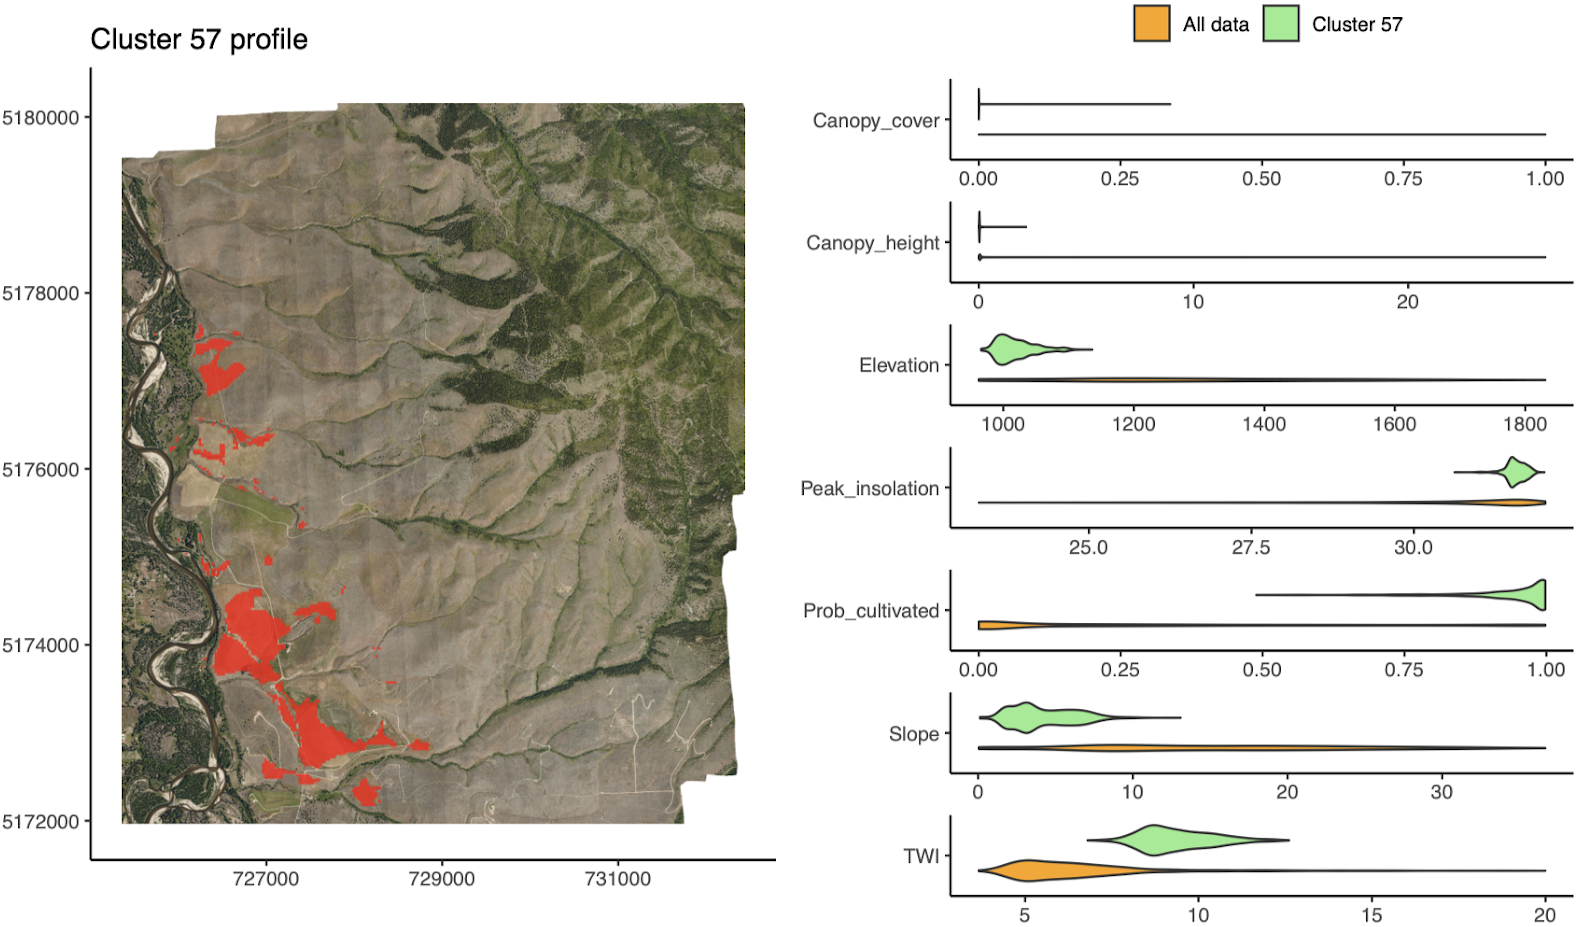 Cluster 57 profile
5180000
5178000
5176000
5174000
5172000
727000 729000 731000
All data Cluster 57
Canopy_cover
0.00 0.25 0.50 0.75 1.00
Canopy_height
0 10 20
Elevation
1000 1200 1400 1600 1800
Peak_insolation
25.0 27.5 30.0
Prob_cultivated
0.00 0.25 0.50 0.75 1.00
Slope
0 10 20 30
TWI
5 10 15 20